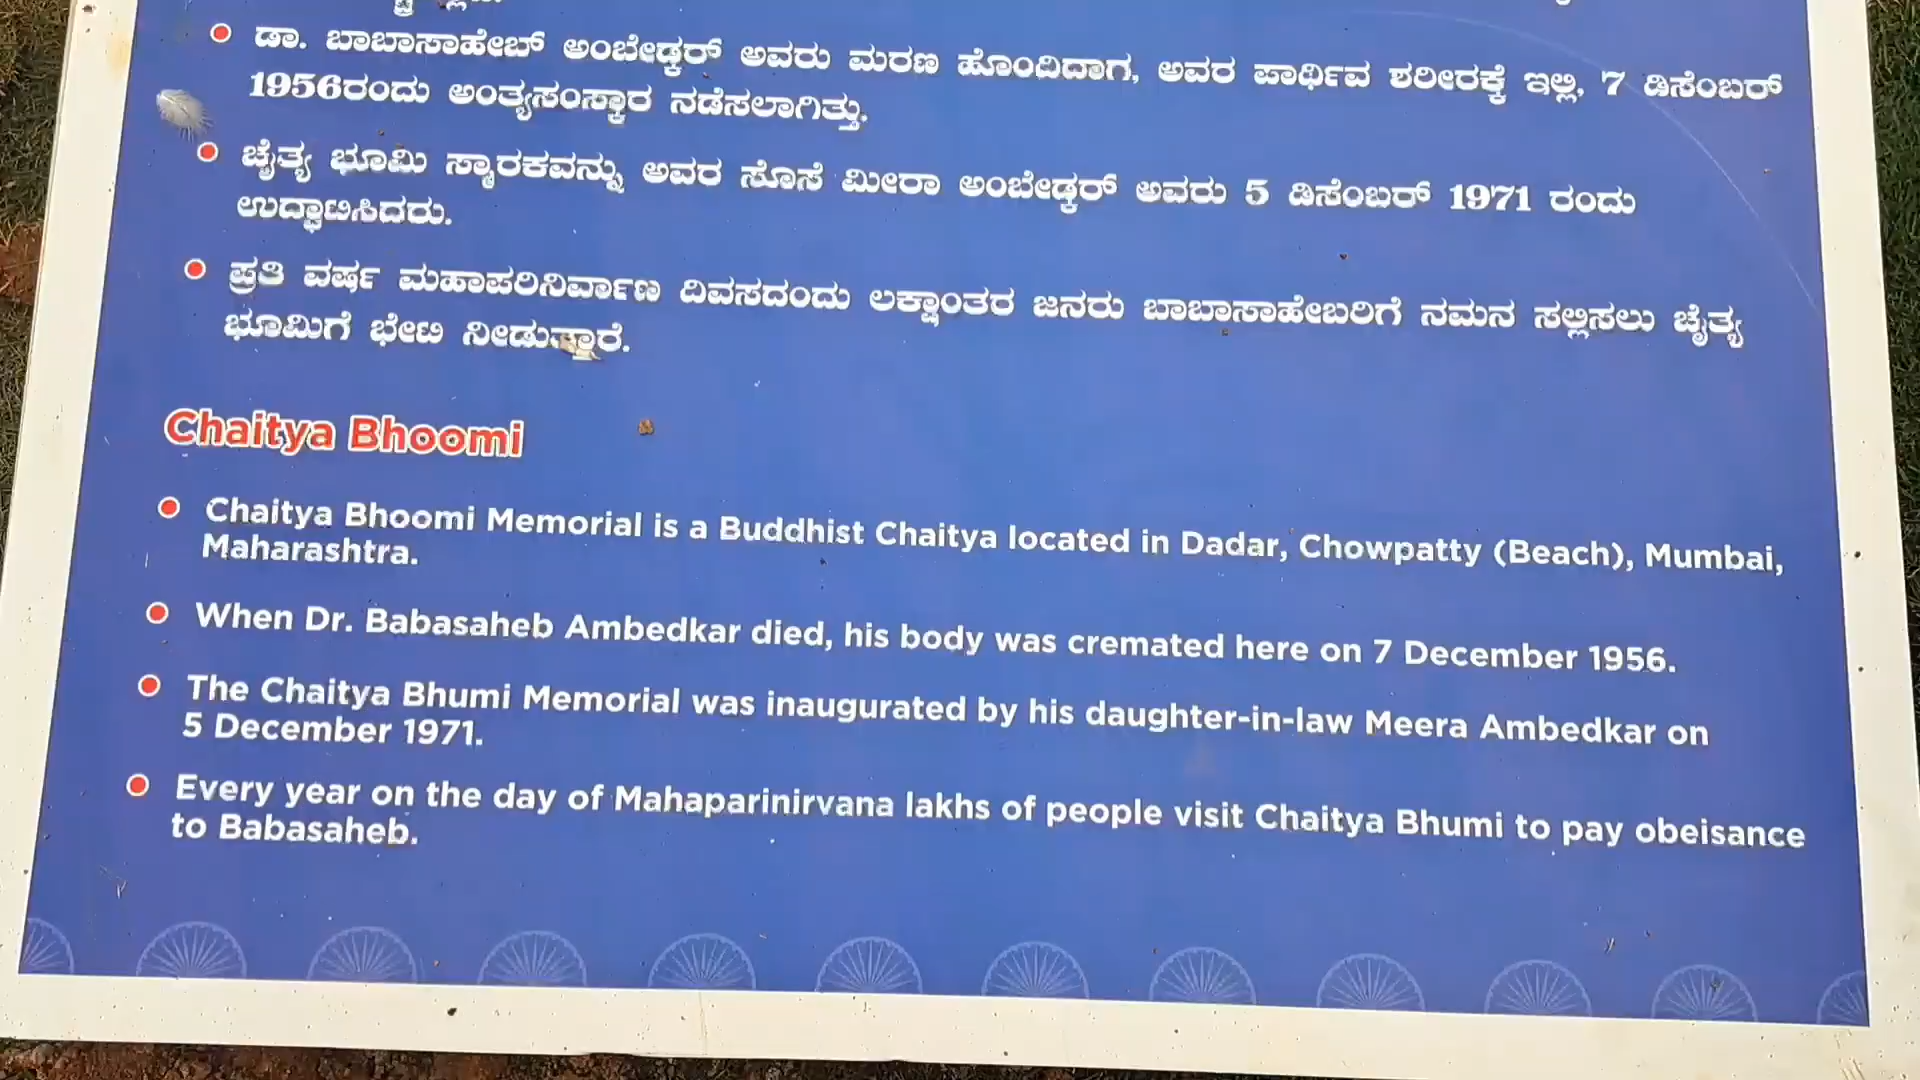 ಡಾ. ಬಾಬಾಸಾಹೇಬ್ ಅಂಬೇಡ್ಕರ್ ಅವರು ಮರಣ ಹೊಂದಿದಾಗ, ಅವರ ಪಾರ್ಥಿವ ಶರೀರಕ್ಕೆ ಇಲ್ಲಿ, 7 ಡಿಸೆಂಬರ್
1956ರಂದು ಅಂತ್ಯಸಂಸ್ಕಾರ ನಡೆಸಲಾಗಿತ್ತು.
ಚೈತ್ಯ ಭೂಮಿ ಸ್ಮಾರಕವನ್ನು ಅವರ ಸೊಸೆ ಮೀರಾ ಅಂಬೇಡ್ಕರ್ ಅವರು 5 ಡಿಸೆಂಬರ್ 1971 ರಂದು
ಉದ್ಘಾಟಿಸಿದರು.
ಪ್ರತಿ ವರ್ಷ ಮಹಾಪರಿನಿರ್ವಾಣ ದಿವಸದಂದು ಲಕ್ಷಾಂತರ ಜನರು ಬಾಬಾಸಾಹೇಬರಿಗೆ ನಮನ ಸಲ್ಲಿಸಲು ಚೈತ್ಯ
ಭೂಮಿಗೆ ಭೇಟಿ ನೀಡುತ್ತಾರೆ.
Chaitya Bhoomi
Chaitya Bhoomi Memorial is a Buddhist Chaitya located in Dadar, Chowpatty (Beach), Mumbai,
Maharashtra.
When Dr. Babasaheb Ambedkar died, his body was cremated here on 7 December 1956.
The Chaitya Bhumi Memorial was inaugurated by his daughter-in-law Meera Ambedkar on
5 December 1971.
Every year on the day of Mahaparinirvana lakhs of people visit Chaitya Bhumi to pay obeisance
to Babasaheb.